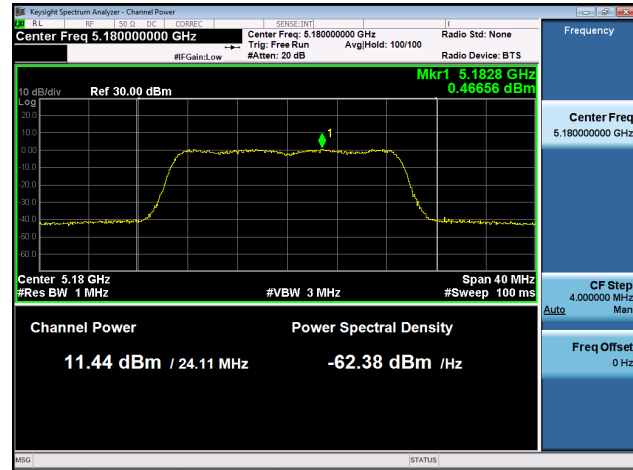 Keysight Spectrum Analyzer - Channel Power
RL RF 50 Ω DC CORREC SENSE:INT
Center Freq 5.180000000 GHz
Center Freq: 5.180000000 GHz
Radio Std: None
Trig: Free Run Avg|Hold: 100/100
#IFGain:Low #Atten: 20 dB Radio Device: BTS
Mkr1 5.1828 GHz
10 dB/div Ref 30.00 dBm 0.46656 dBm
Log
20.0
10.0
1
0.00
-10.0
-20.0
-30.0
-40.0
-50.0
-60.0
Center 5.18 GHz Span 40 MHz
#Res BW 1 MHz #VBW 3 MHz #Sweep 100 ms
Channel Power Power Spectral Density
11.44 dBm / 24.11 MHz -62.38 dBm /Hz
MSG STATUS
Frequency
Center Freq
5.180000000 GHz
CF Step
4.000000 MHz
Auto Man
Freq Offset
0 Hz